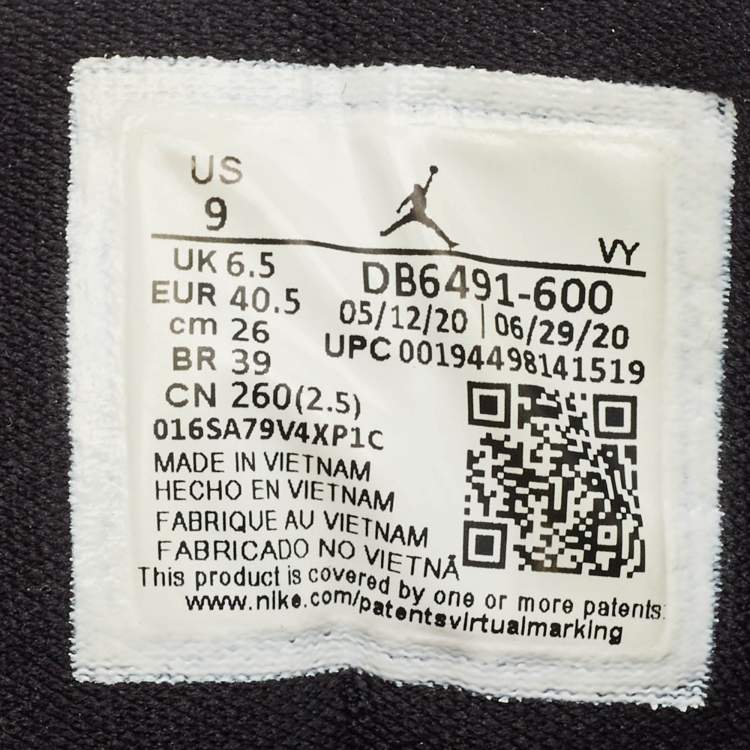 US
9
VY
UK 6.5
EUR 40.5
cm 26
BR 39
CN 260(2.5)
DB6491-600
05/12/20 | 06/29/20
UPC 00194498141519
016SA79V4XP1C
MADE IN VIETNAM
HECHO EN VIETNAM
FABRIQUE AU VIETNAM
FABRICADO NO VIETNÃ
This product is covered by one or more patents:
www.nike.com/patentsvirtualmarking